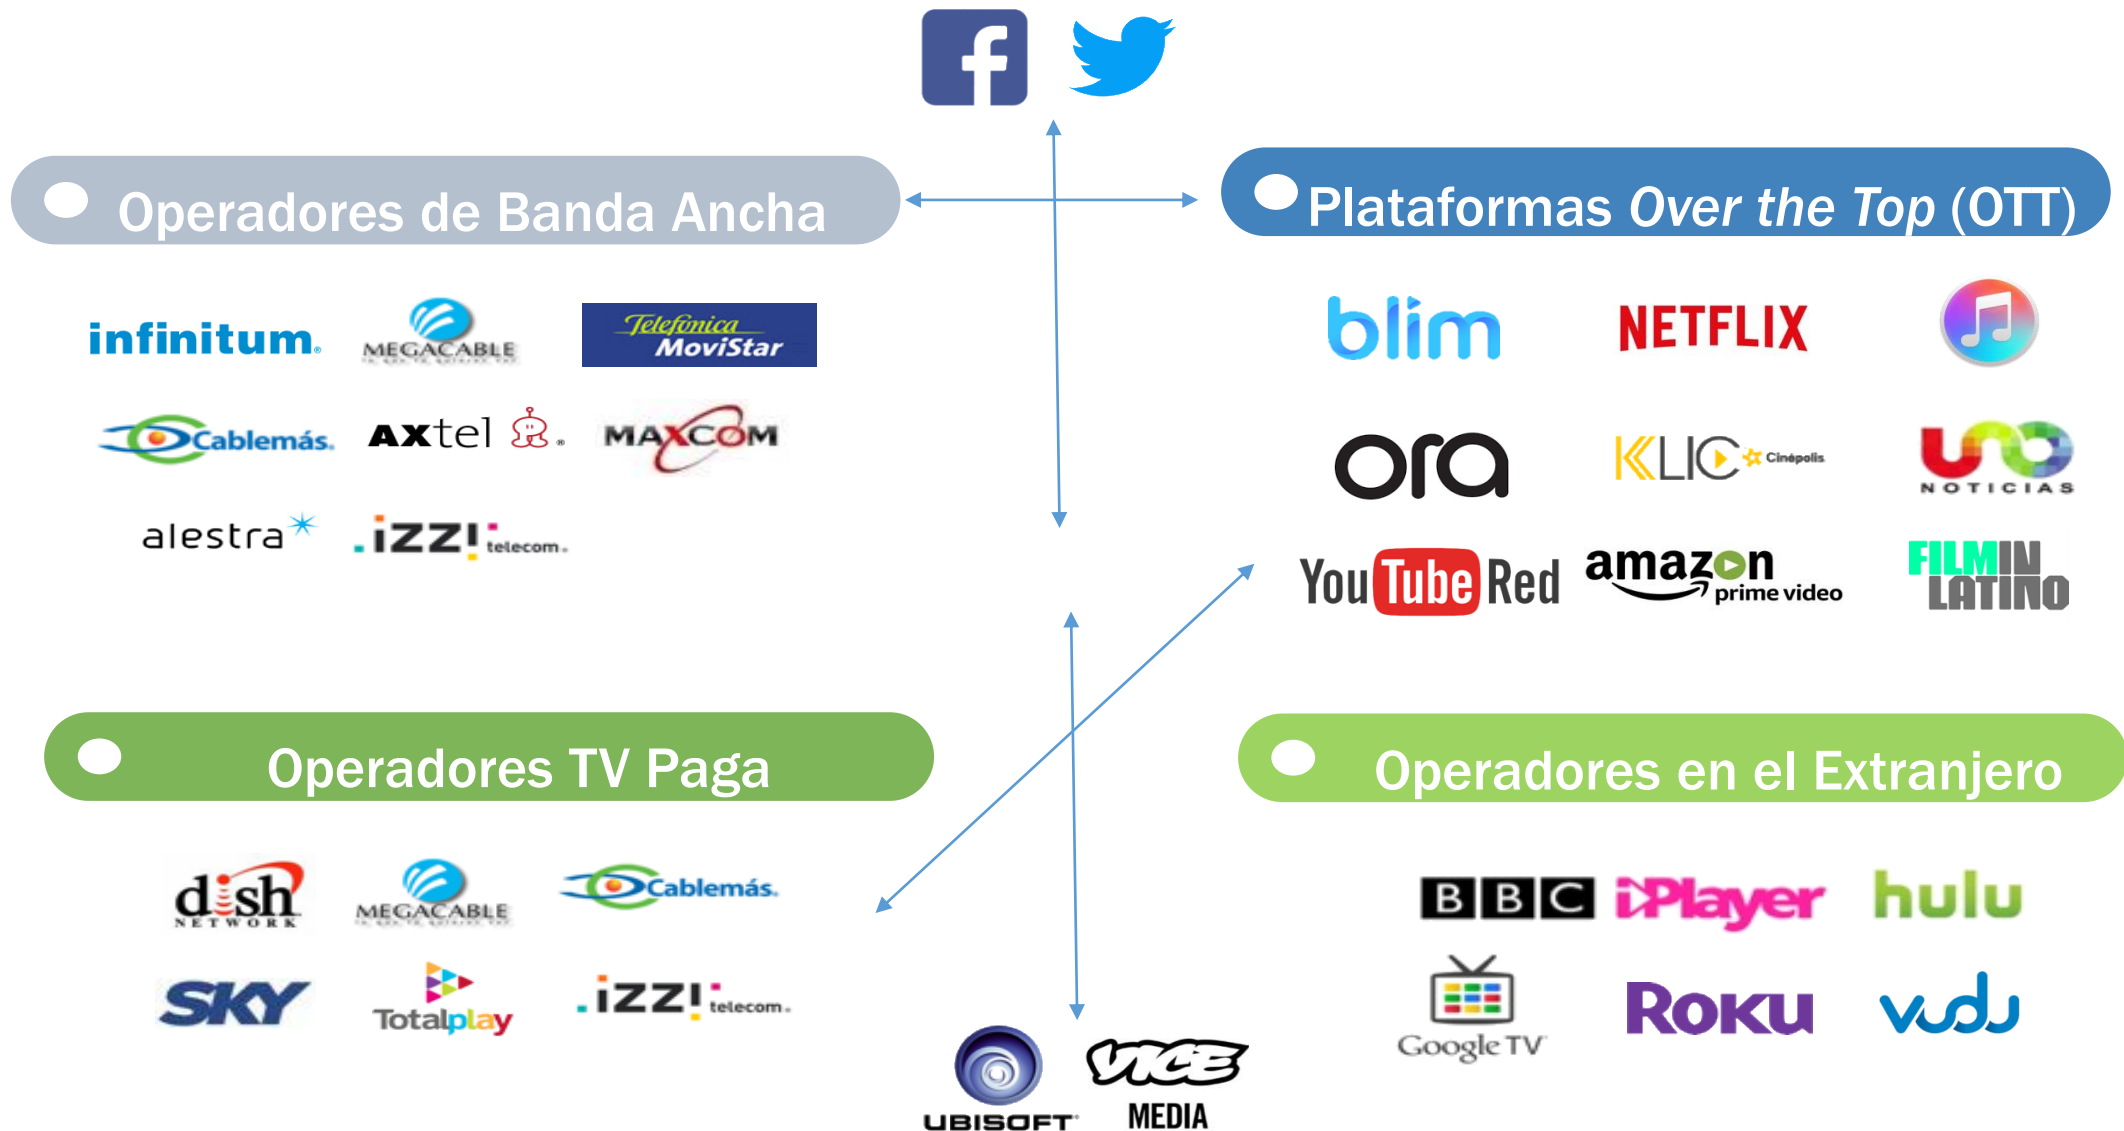 Operadores de Banda Ancha
Plataformas Over the Top (OTT)
infinitum.
MEGACABLE
Telefónica
MoviStar
blim
NETFLIX
Cablemás.
AXtel
MAXCOM
ora
KLIC Cinépolis
UNO
NOTICIAS
alestra
izzi telecom.
YouTube Red
amazon
prime video
FILMIN
LATINO
Operadores TV Paga
Operadores en el Extranjero
dish
NETWORK
MEGACABLE
Cablemás.
BBC iPlayer
hulu
SKY
Totalplay
izzi telecom.
Google TV
ROKU
vudu
UBISOFT
VICE
MEDIA